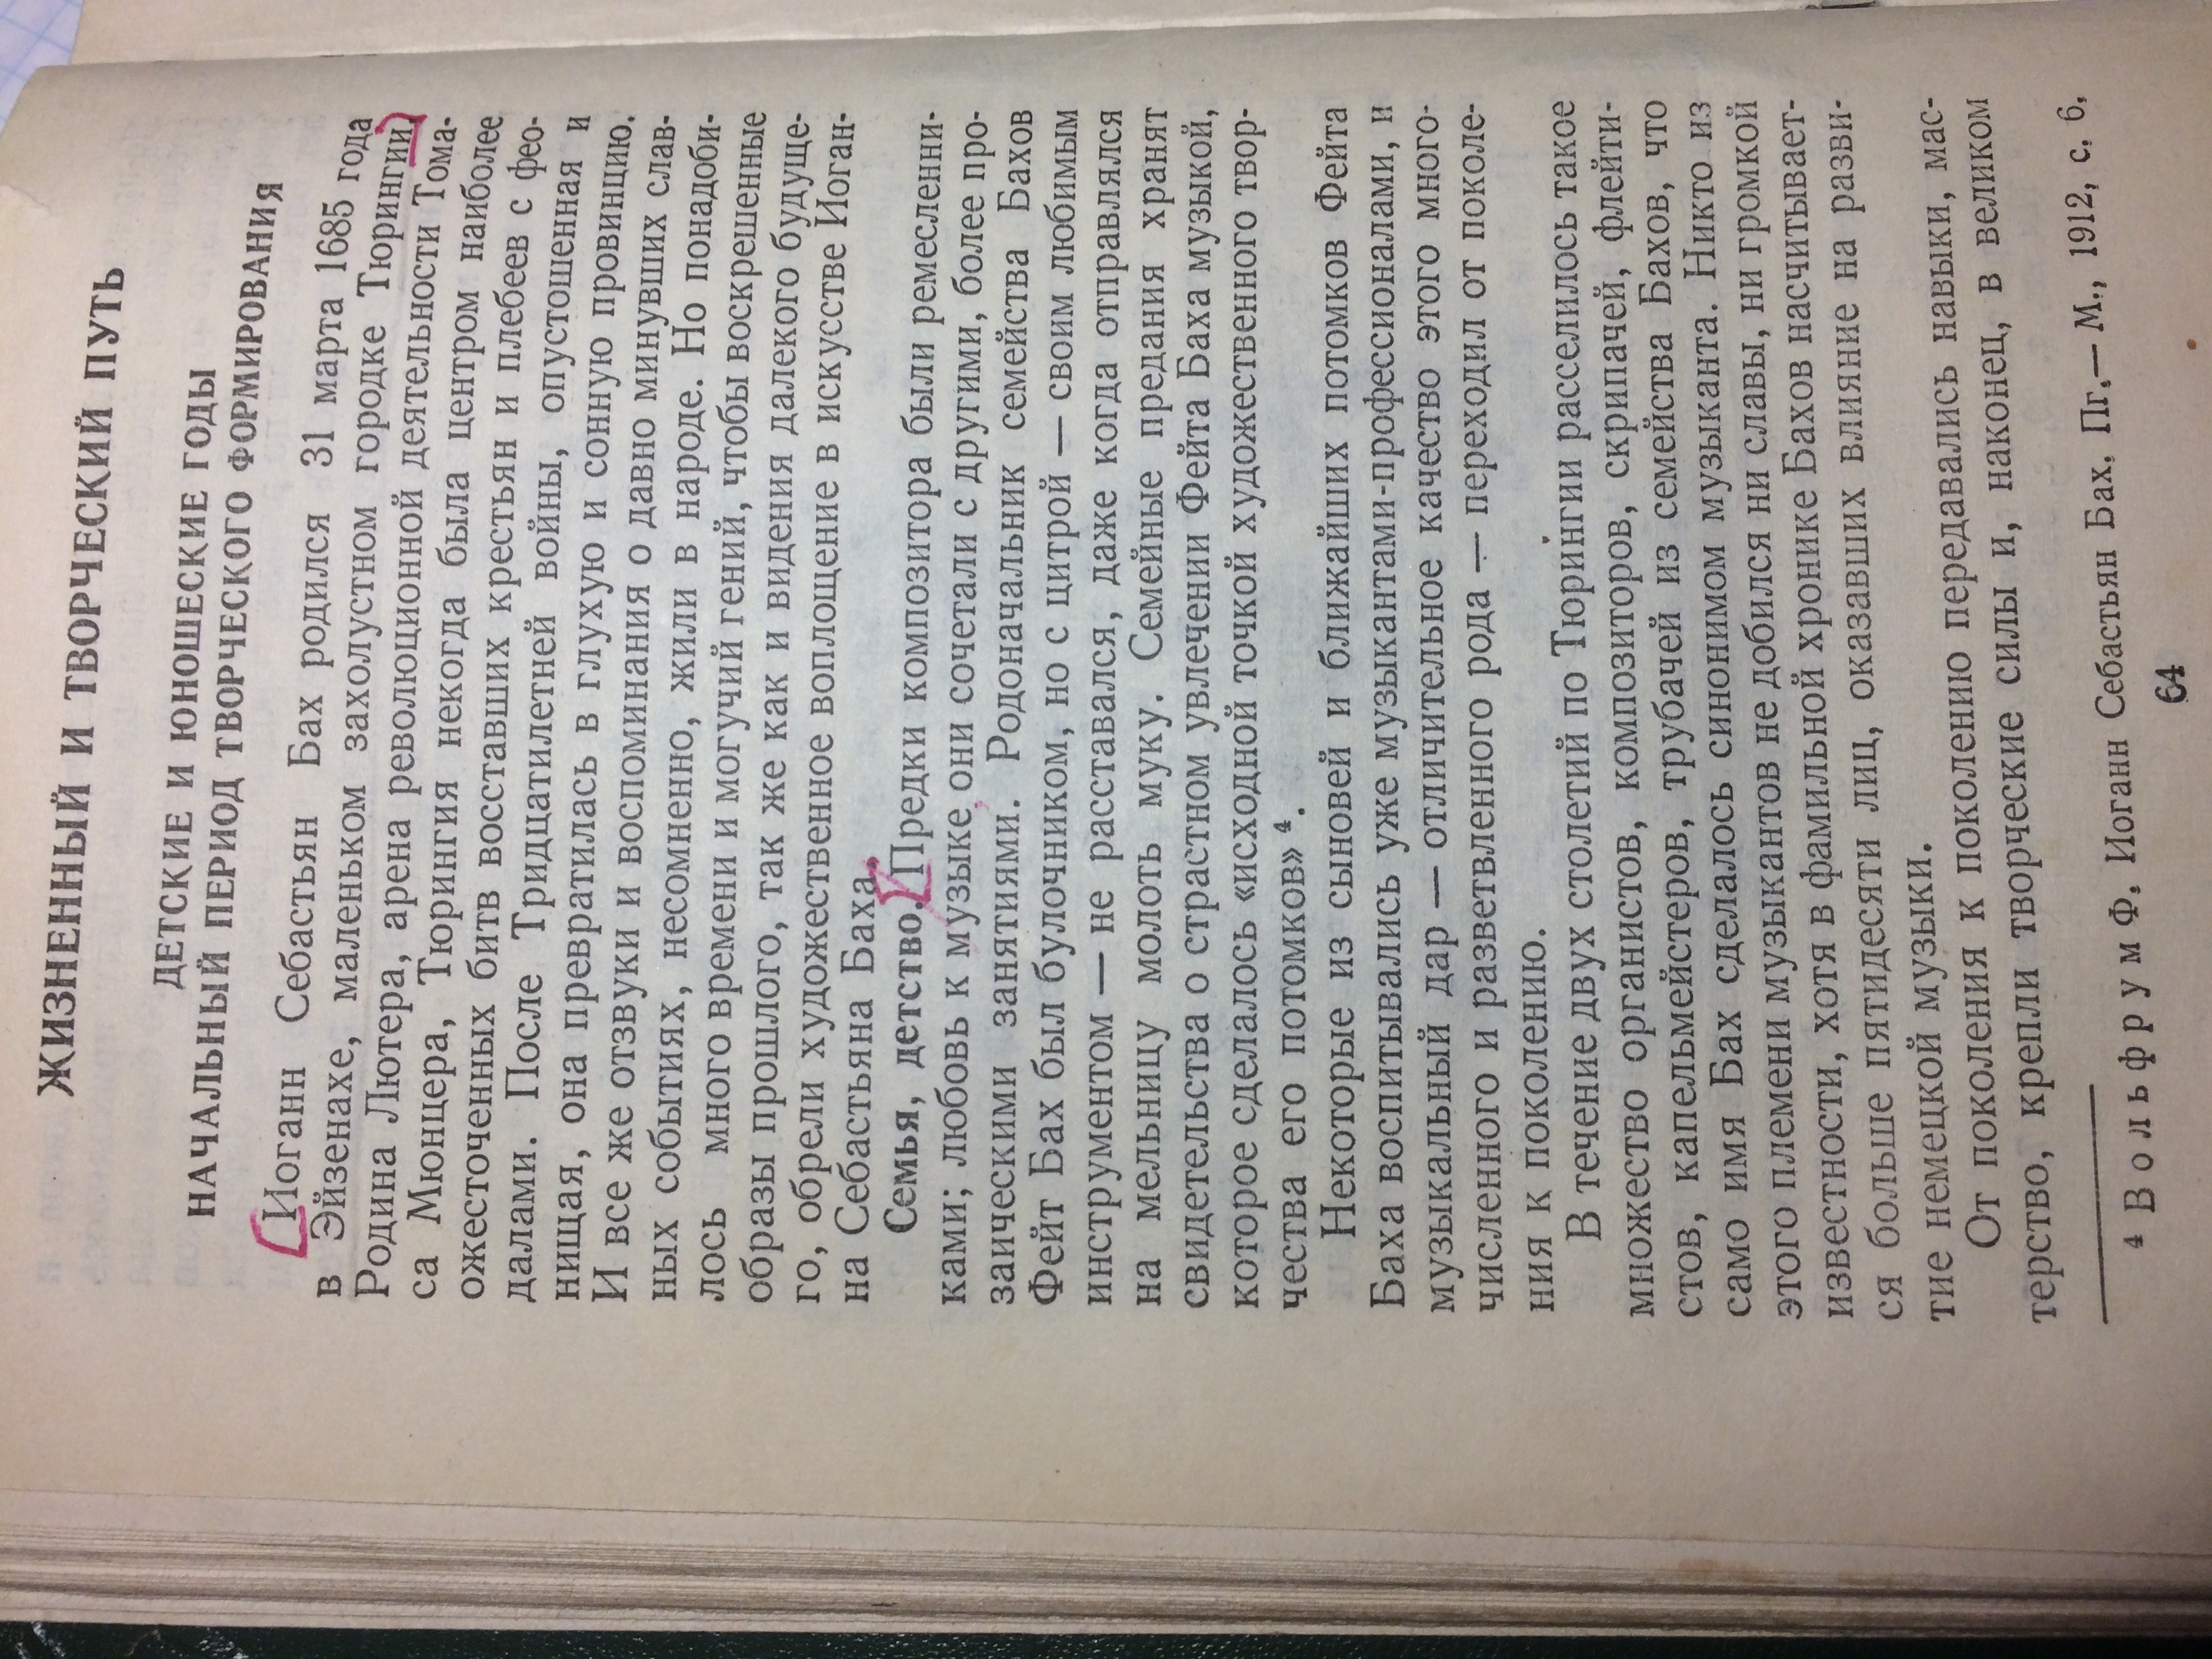 ЖИЗНЕННЫЙ И ТВОРЧЕСКИЙ ПУТЬ
ДЕТСКИЕ И ЮНОШЕСКИЕ ГОДЫ
НАЧАЛЬНЫЙ ПЕРИОД ТВОРЧЕСКОГО ФОРМИРОВАНИЯ
Иоганн Себастьян Бах родился 31 марта 1685 года
в Эйзенахе, маленьком захолустном городке Тюрингии.
Родина Лютера, арена революционной деятельности Тома-
са Мюнцера, Тюрингия некогда была центром наиболее
ожесточенных битв восставших крестьян и плебеев с фео-
далами. После Тридцатилетней войны, опустошенная и
нищая, она превратилась в глухую и сонную провинцию.
И все же отзвуки и воспоминания о давно минувших слав-
ных событиях, несомненно, жили в народе. Но понадоби-
лось много времени и могучий гений, чтобы воскрешенные
образы прошлого, так же как и видения далекого будуще-
го, обрели художественное воплощение в искусстве Иоган-
на Себастьяна Баха.
Семья, детство. Предки композитора были ремесленни-
ками; любовь к музыке они сочетали с другими, более про-
заическими занятиями. Родоначальник семейства Бахов
Фейт Бах был булочником, но с цитрой — своим любимым
инструментом — не расставался, даже когда отправлялся
на мельницу молоть муку. Семейные предания хранят
свидетельства о страстном увлечении Фейта Баха музыкой,
которое сделалось «исходной точкой художественного твор-
чества его потомков» 4.
Некоторые из сыновей и ближайших потомков Фейта
Баха воспитывались уже музыкантами-профессионалами, и
музыкальный дар — отличительное качество этого много-
численного и разветвленного рода — переходил от поколе-
ния к поколению.
В течение двух столетий по Тюрингии расселилось такое
множество органистов, композиторов, скрипачей, флейти-
стов, капельмейстеров, трубачей из семейства Бахов, что
само имя Бах сделалось синонимом музыканта. Никто из
этого племени музыкантов не добился ни славы, ни громкой
известности, хотя в фамильной хронике Бахов насчитывает-
ся больше пятидесяти лиц, оказавших влияние на разви-
тие немецкой музыки.
От поколения к поколению передавались навыки, мас-
терство, крепли творческие силы и, наконец, в великом
4 Вольфрум Ф. Иоганн Себастьян Бах. Пг.— М., 1912, с. 6.
64